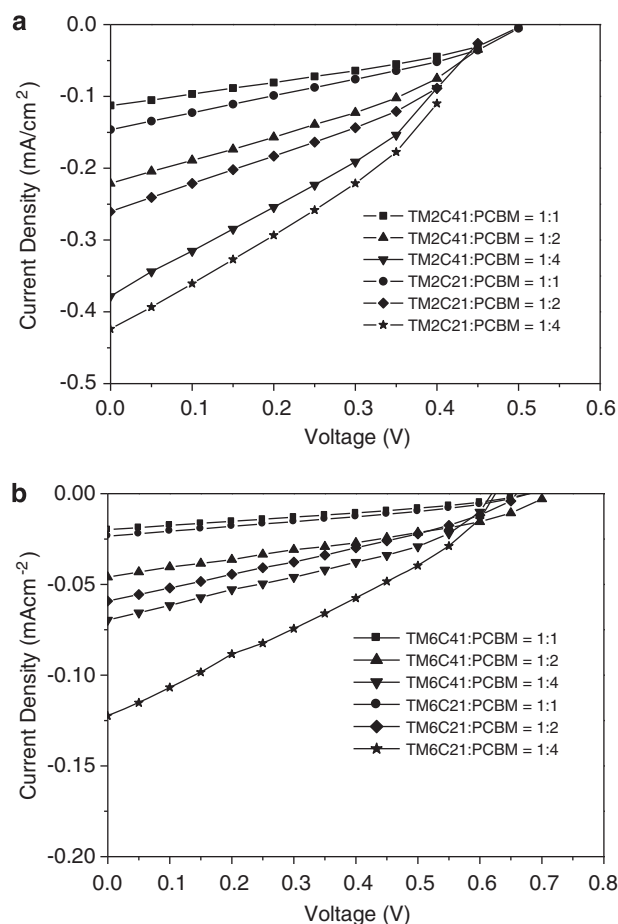 a
0.0
-0.1
-0.2
-0.3
-0.4
-0.5
Current Density (mA/cm²)
TM2C41:PCBM = 1:1
TM2C41:PCBM = 1:2
TM2C41:PCBM = 1:4
TM2C21:PCBM = 1:1
TM2C21:PCBM = 1:2
TM2C21:PCBM = 1:4
0.0 0.1 0.2 0.3 0.4 0.5 0.6
Voltage (V)
b
0.00
-0.05
-0.10
-0.15
-0.20
Current Density (mAcm⁻²)
TM6C41:PCBM = 1:1
TM6C41:PCBM = 1:2
TM6C41:PCBM = 1:4
TM6C21:PCBM = 1:1
TM6C21:PCBM = 1:2
TM6C21:PCBM = 1:4
0.0 0.1 0.2 0.3 0.4 0.5 0.6 0.7 0.8
Voltage (V)